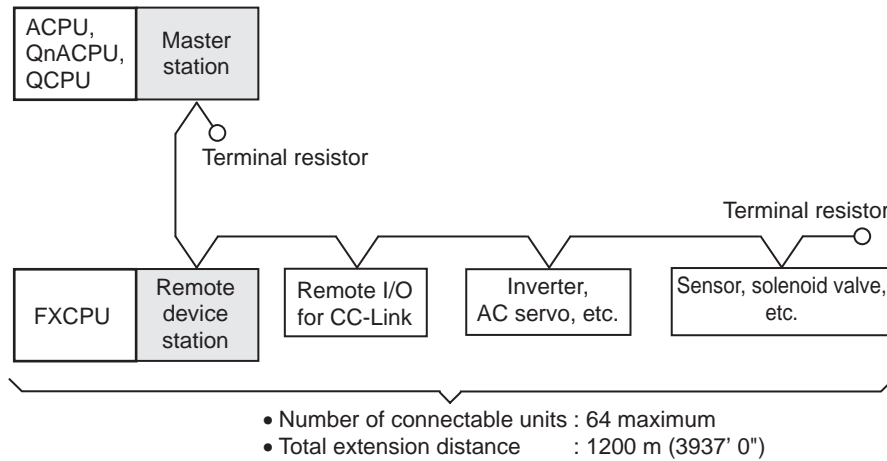 ACPU,
QnACPU,
QCPU
Master
station
Terminal resistor
Terminal resistor
FXCPU
Remote
device
station
Remote I/O
for CC-Link
Inverter,
AC servo, etc.
Sensor, solenoid valve,
etc.
• Number of connectable units : 64 maximum
• Total extension distance : 1200 m (3937' 0")